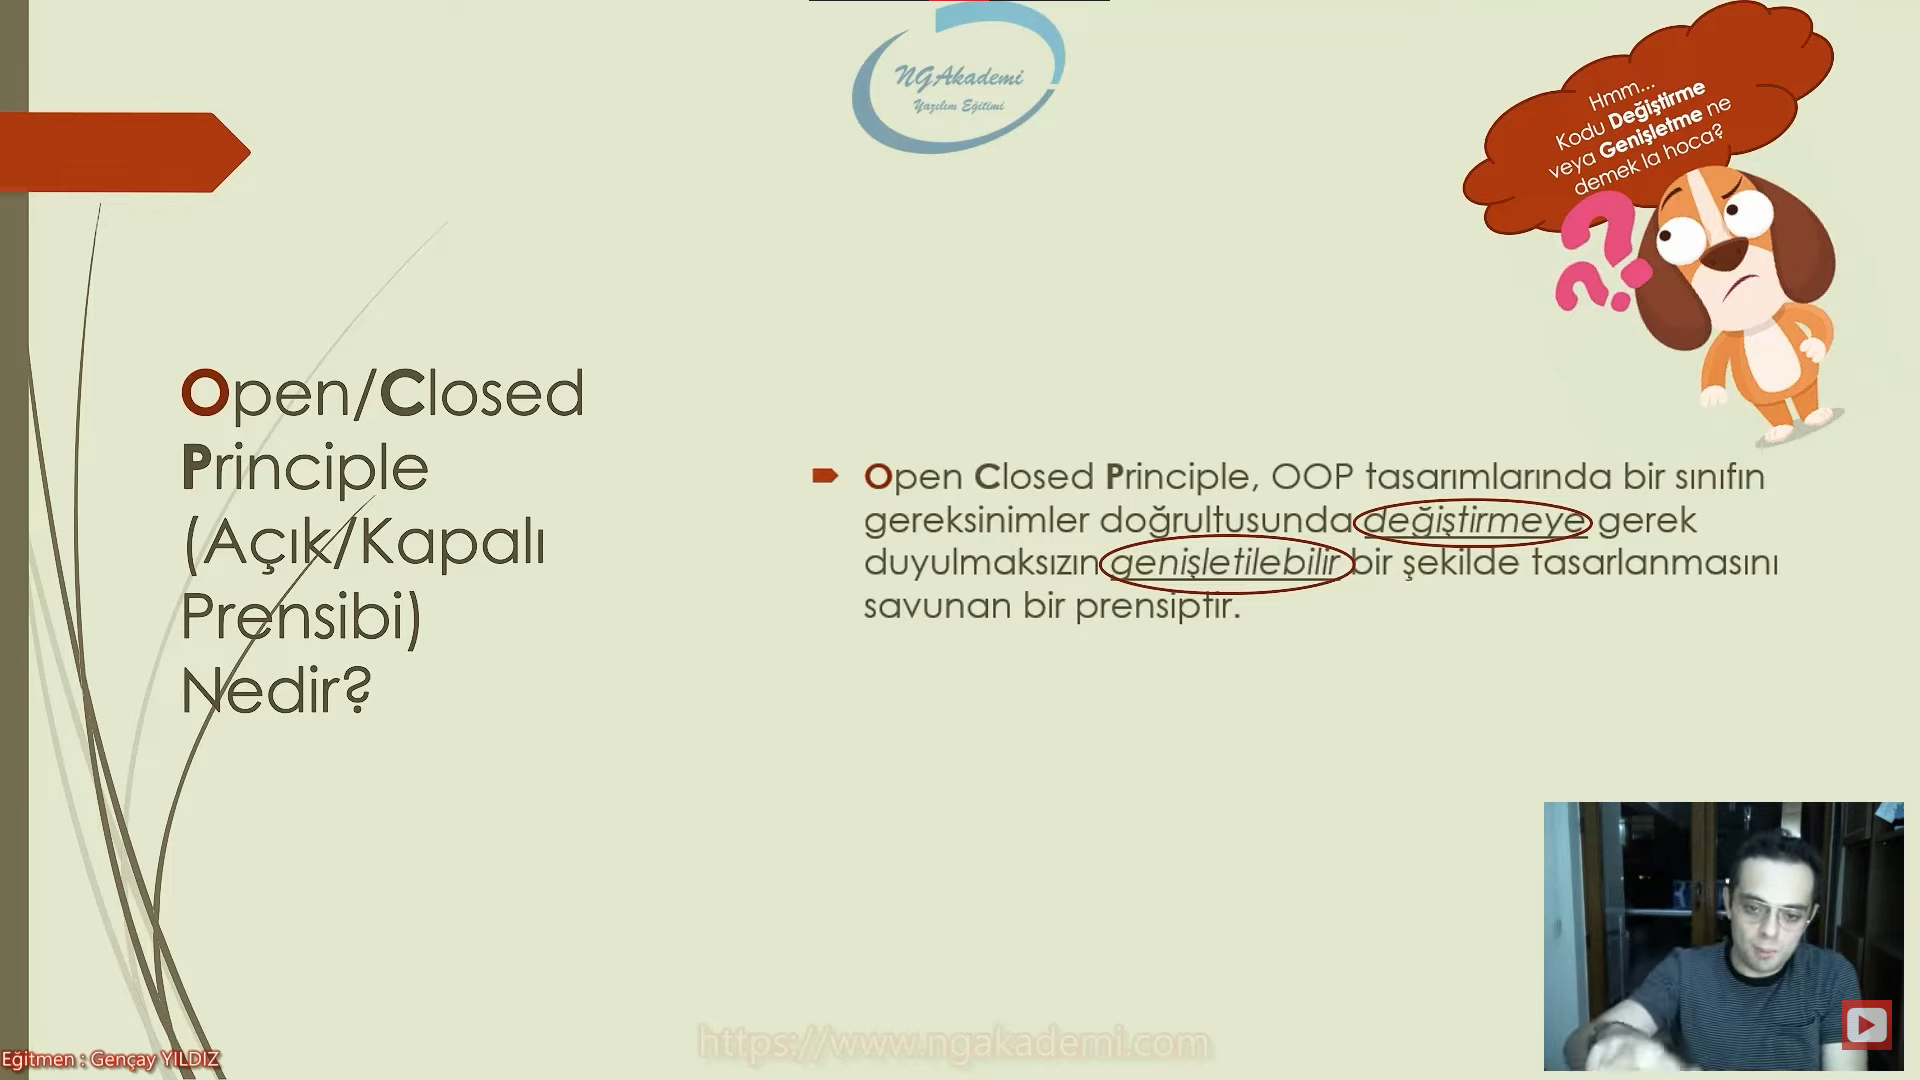 NGAkademi
Yazılım Eğitimi
Hmm...
Kodu Değiştirme
veya Genişletme ne
demek la hoca?
Open/Closed
Principle
(Açık/Kapalı
Prensibi)
Nedir?
Open Closed Principle, OOP tasarımlarında bir sınıfın
gereksinimler doğrultusunda değiştirmeye gerek
duyulmaksızın genişletilebilir bir şekilde tasarlanmasını
savunan bir prensiptir.
https://www.ngakademi.com
Eğitmen : Gençay YILDIZ